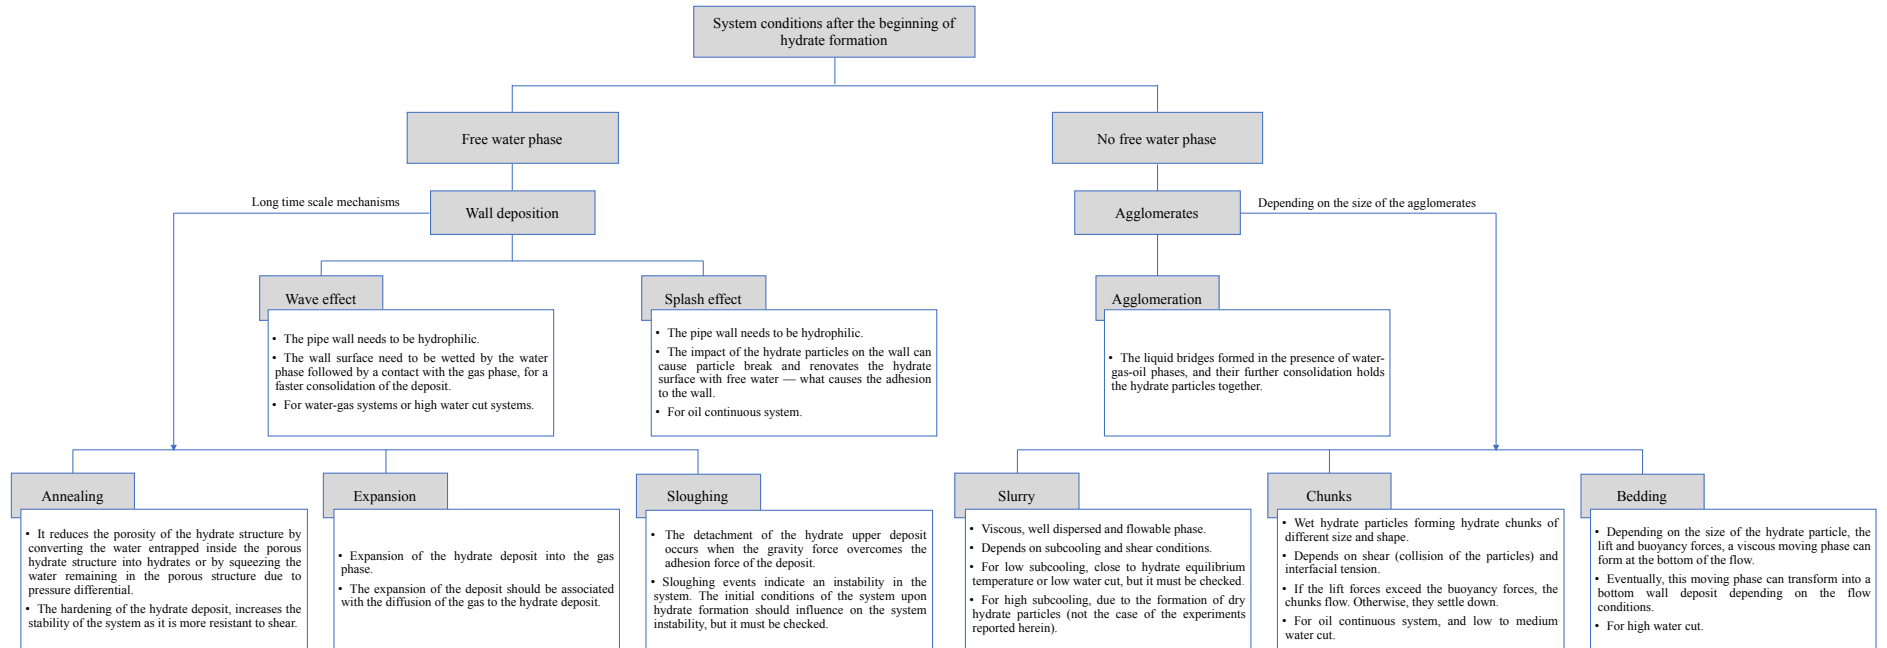 System conditions after the beginning of
hydrate formation
Free water phase
No free water phase
Long time scale mechanisms
Wall deposition
Agglomerates
Depending on the size of the agglomerates
Wave effect
• The pipe wall needs to be hydrophilic.
• The wall surface need to be wetted by the water
phase followed by a contact with the gas phase, for a
faster consolidation of the deposit.
• For water-gas systems or high water cut systems.
Splash effect
• The pipe wall needs to be hydrophilic.
• The impact of the hydrate particles on the wall can
cause particle break and renovates the hydrate
surface with free water — what causes the adhesion
to the wall.
• For oil continuous system.
Agglomeration
• The liquid bridges formed in the presence of water-
gas-oil phases, and their further consolidation holds
the hydrate particles together.
Annealing
• It reduces the porosity of the hydrate structure by
converting the water entrapped inside the porous
hydrate structure into hydrates or by squeezing the
water remaining in the porous structure due to
pressure differential.
• The hardening of the hydrate deposit, increases the
stability of the system as it is more resistant to shear.
Expansion
• Expansion of the hydrate deposit into the gas
phase.
• The expansion of the deposit should be associated
with the diffusion of the gas to the hydrate deposit.
Sloughing
• The detachment of the hydrate upper deposit
occurs when the gravity force overcomes the
adhesion force of the deposit.
• Sloughing events indicate an instability in the
system. The initial conditions of the system upon
hydrate formation should influence on the system
instability, but it must be checked.
Slurry
• Viscous, well dispersed and flowable phase.
• Depends on subcooling and shear conditions.
• For low subcooling, close to hydrate equilibrium
temperature or low water cut, but it must be checked.
• For high subcooling, due to the formation of dry
hydrate particles (not the case of the experiments
reported herein).
Chunks
• Wet hydrate particles forming hydrate chunks of
different size and shape.
• Depends on shear (collision of the particles) and
interfacial tension.
• If the lift forces exceed the buoyancy forces, the
chunks flow. Otherwise, they settle down.
• For oil continuous system, and low to medium
water cut.
Bedding
• Depending on the size of the hydrate particle, the
lift and buoyancy forces, a viscous moving phase can
form at the bottom of the flow.
• Eventually, this moving phase can transform into a
bottom wall deposit depending on the flow
conditions.
• For high water cut.